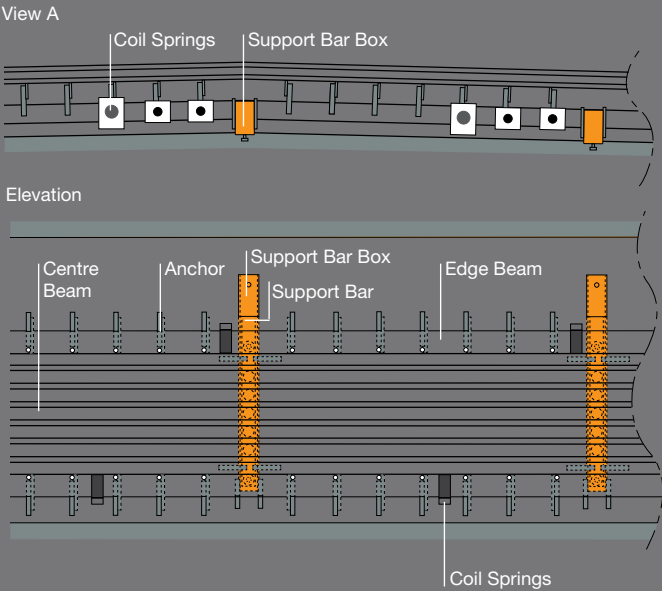 View A
Coil Springs
Support Bar Box
Elevation
Centre
Beam
Anchor
Support Bar Box
Support Bar
Edge Beam
Coil Springs